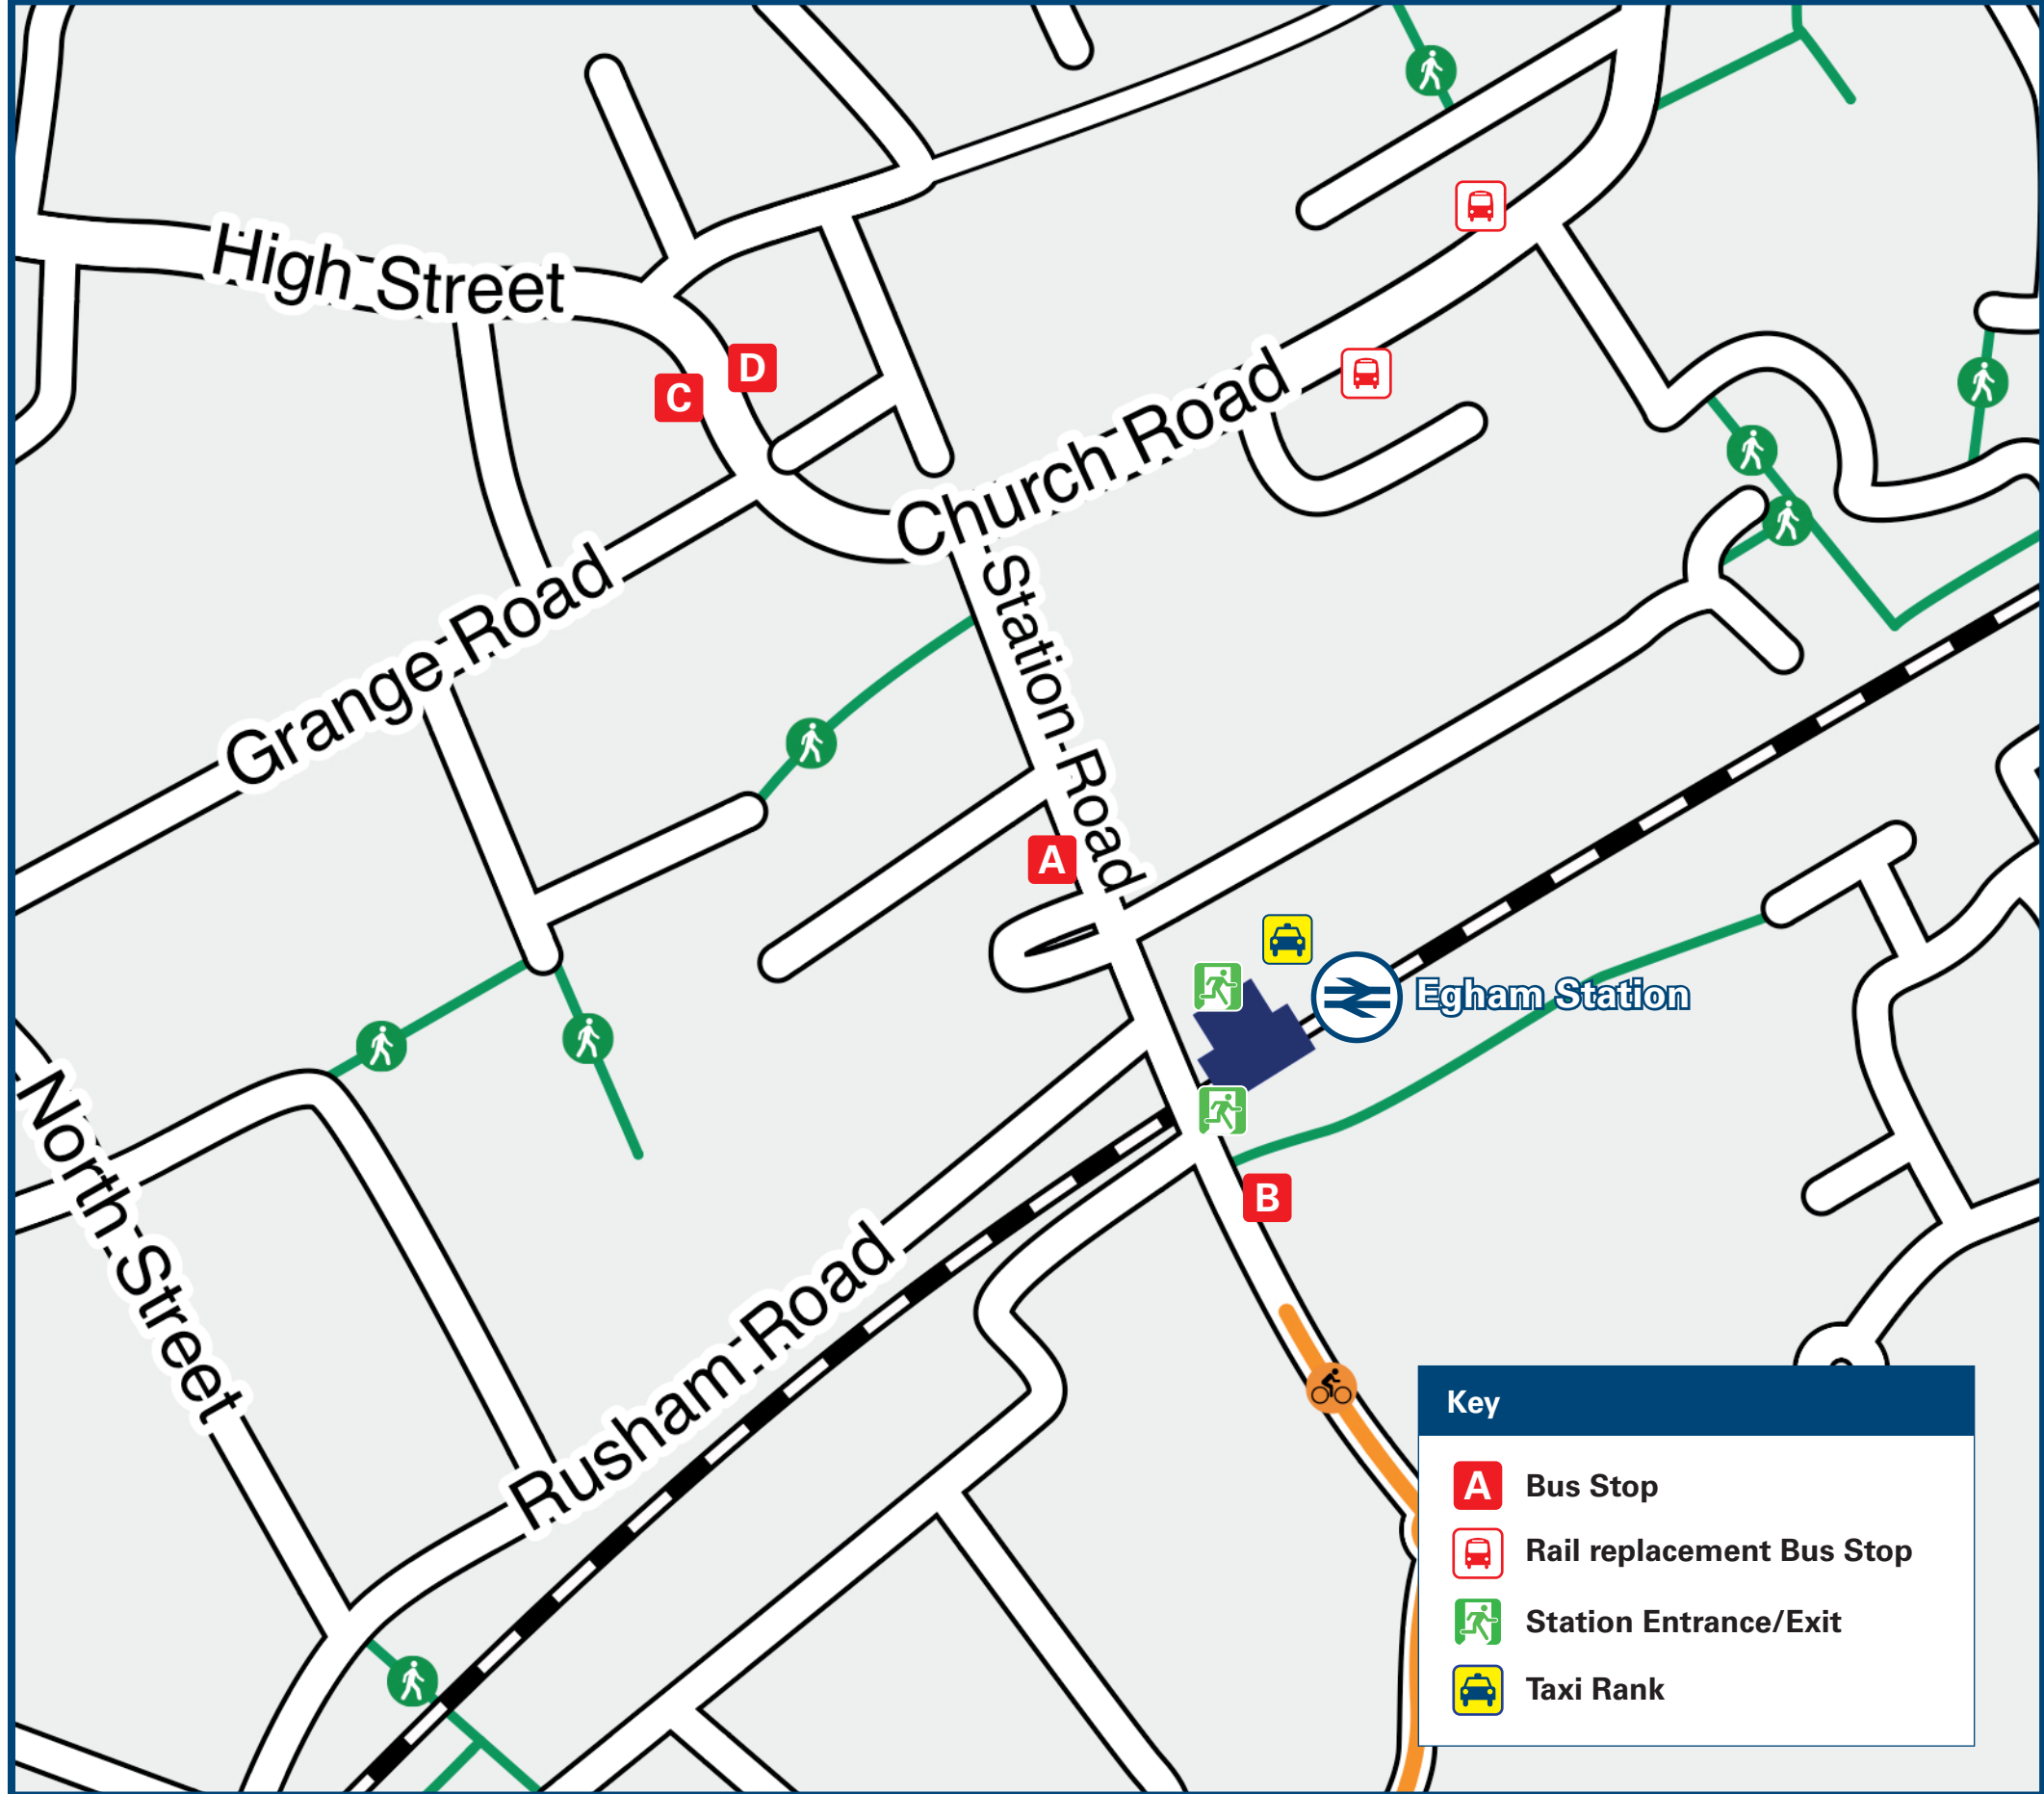 High Street
D
C
Church Road
Station Road
Grange Road
A
Egham Station
North Street
B
Rusham Road
Key
A Bus Stop
Rail replacement Bus Stop
Station Entrance/Exit
Taxi Rank